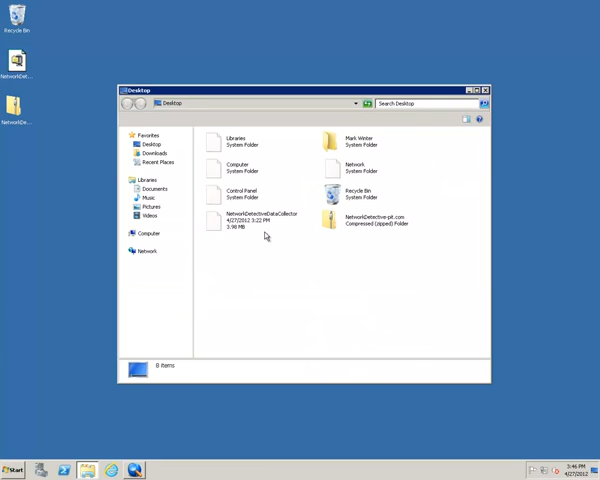 Recycle Bin
NetworkDet...
NetworkDe...
Desktop
Desktop
Search Desktop
Favorites
Desktop
Downloads
Recent Places
Libraries
Documents
Music
Pictures
Videos
Computer
Network
Libraries
System Folder
Mark Winter
System Folder
Computer
System Folder
Network
System Folder
Control Panel
System Folder
Recycle Bin
System Folder
NetworkDetectiveDataCollector
4/27/2012 3:22 PM
3.98 MB
NetworkDetective-pit.com
Compressed (zipped) Folder
8 items
Start
3:46 PM
4/27/2012